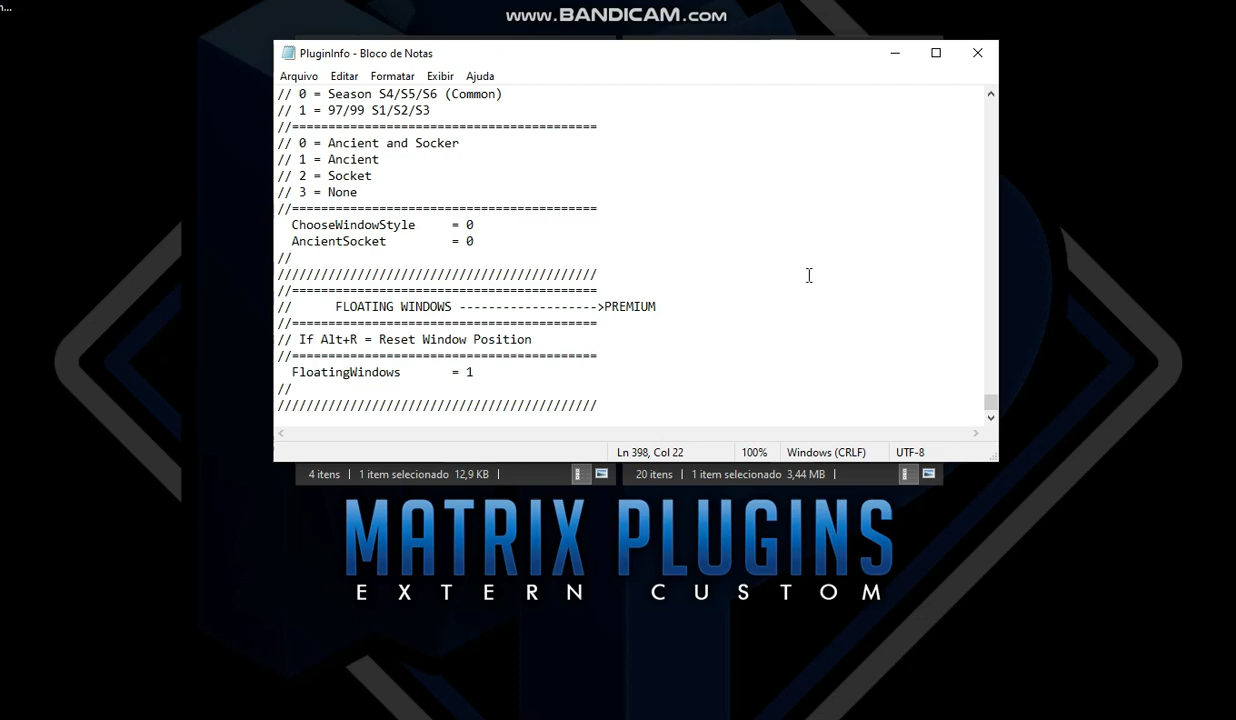 n...
www.BANDICAM.com
PluginInfo - Bloco de Notas
Arquivo Editar Formatar Exibir Ajuda
// 0 = Season S4/S5/S6 (Common)
// 1 = 97/99 S1/S2/S3
//==========================================
// 0 = Ancient and Socker
// 1 = Ancient
// 2 = Socket
// 3 = None
//==========================================
ChooseWindowStyle = 0
AncientSocket = 0
//
////////////////////////////////////////////
//==========================================
// FLOATING WINDOWS ------------------->PREMIUM
//==========================================
// If Alt+R = Reset Window Position
//==========================================
FloatingWindows = 1
//
////////////////////////////////////////////
Ln 398, Col 22 100% Windows (CRLF) UTF-8
4 itens 1 item selecionado 12,9 KB 20 itens 1 item selecionado 3,44 MB
MATRIX PLUGINS
EXTERN CUSTOM